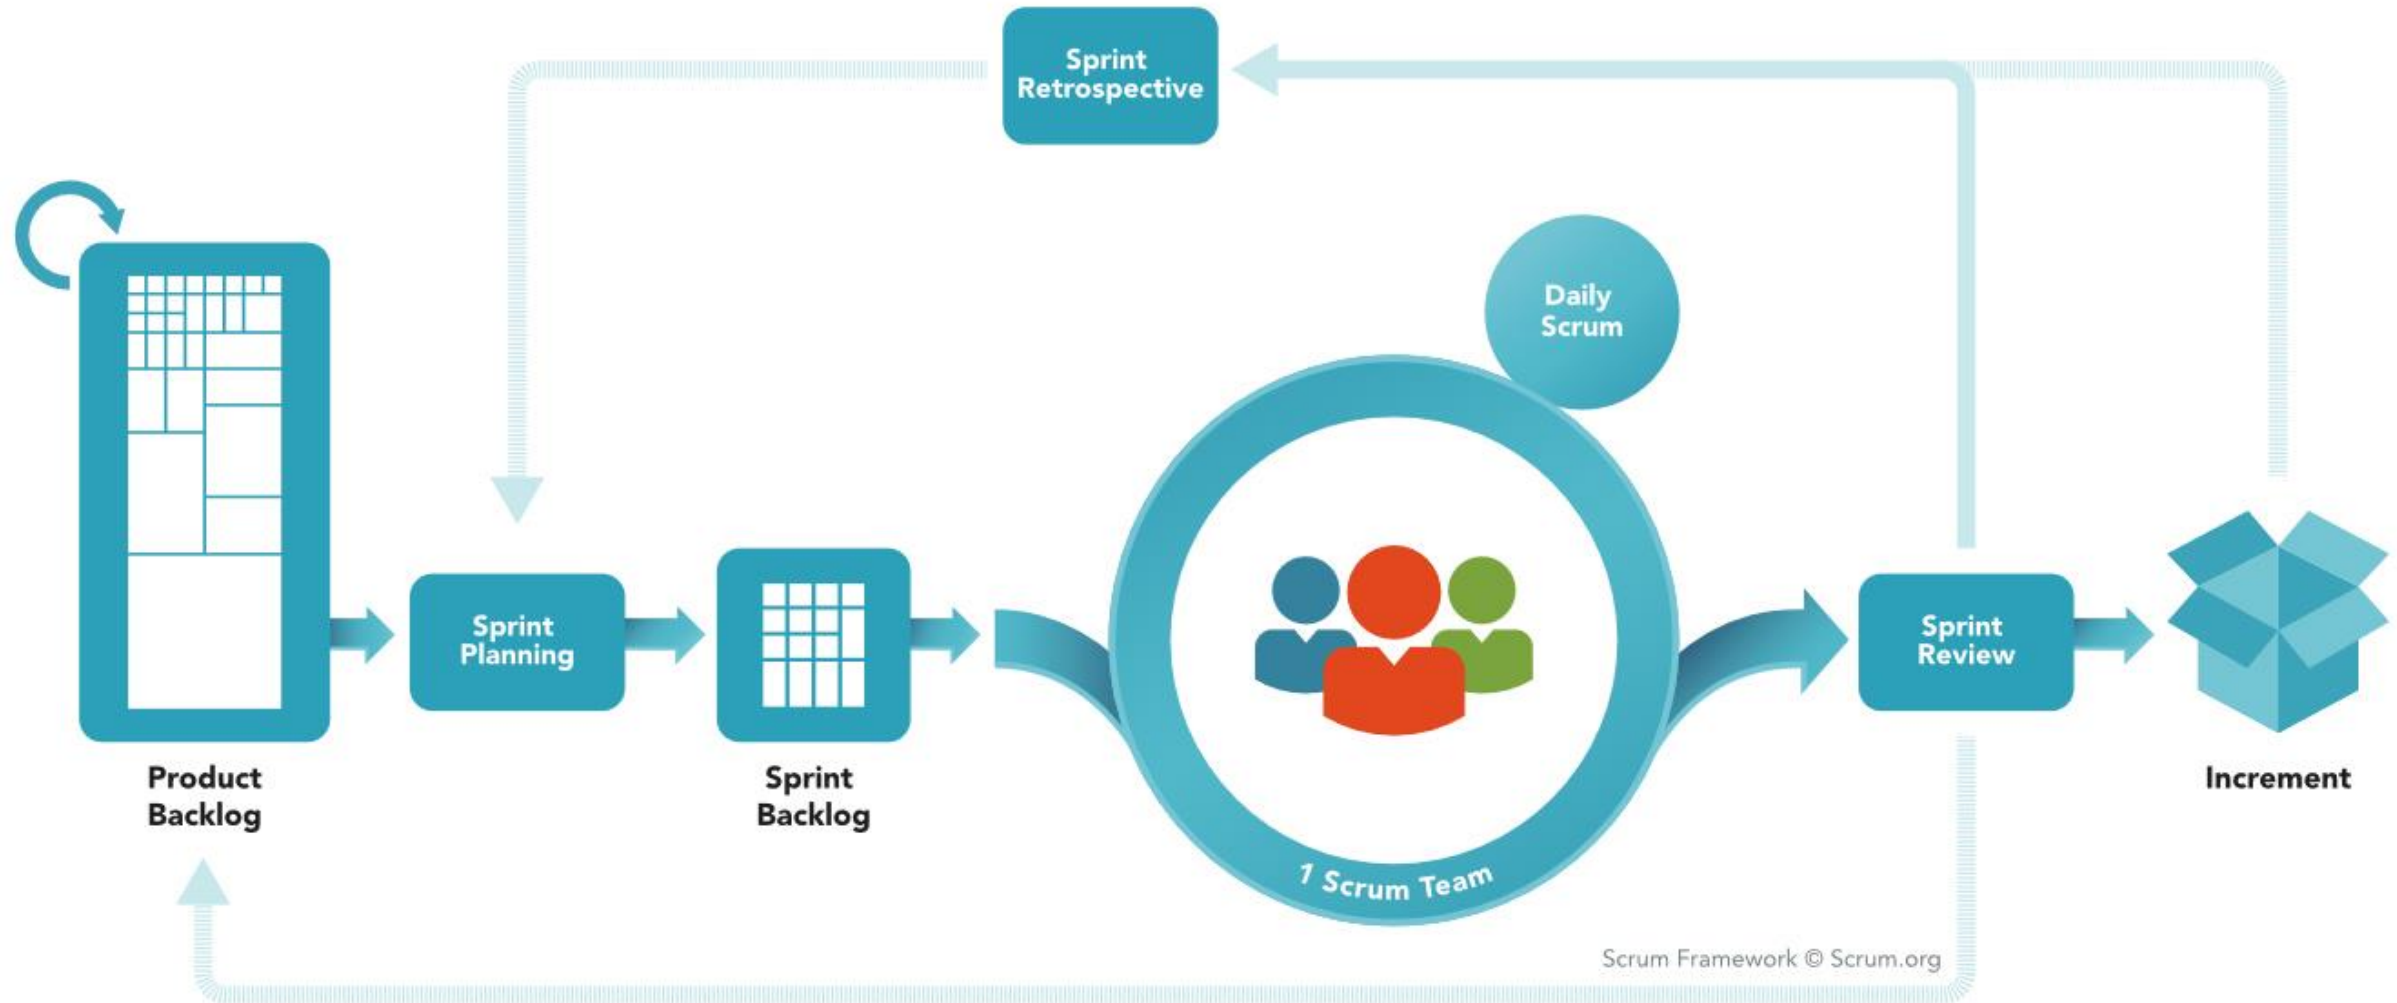 Sprint
Retrospective
Daily
Scrum
Sprint
Planning
Sprint
Review
Product
Backlog
Sprint
Backlog
Increment
1 Scrum Team
Scrum Framework © Scrum.org